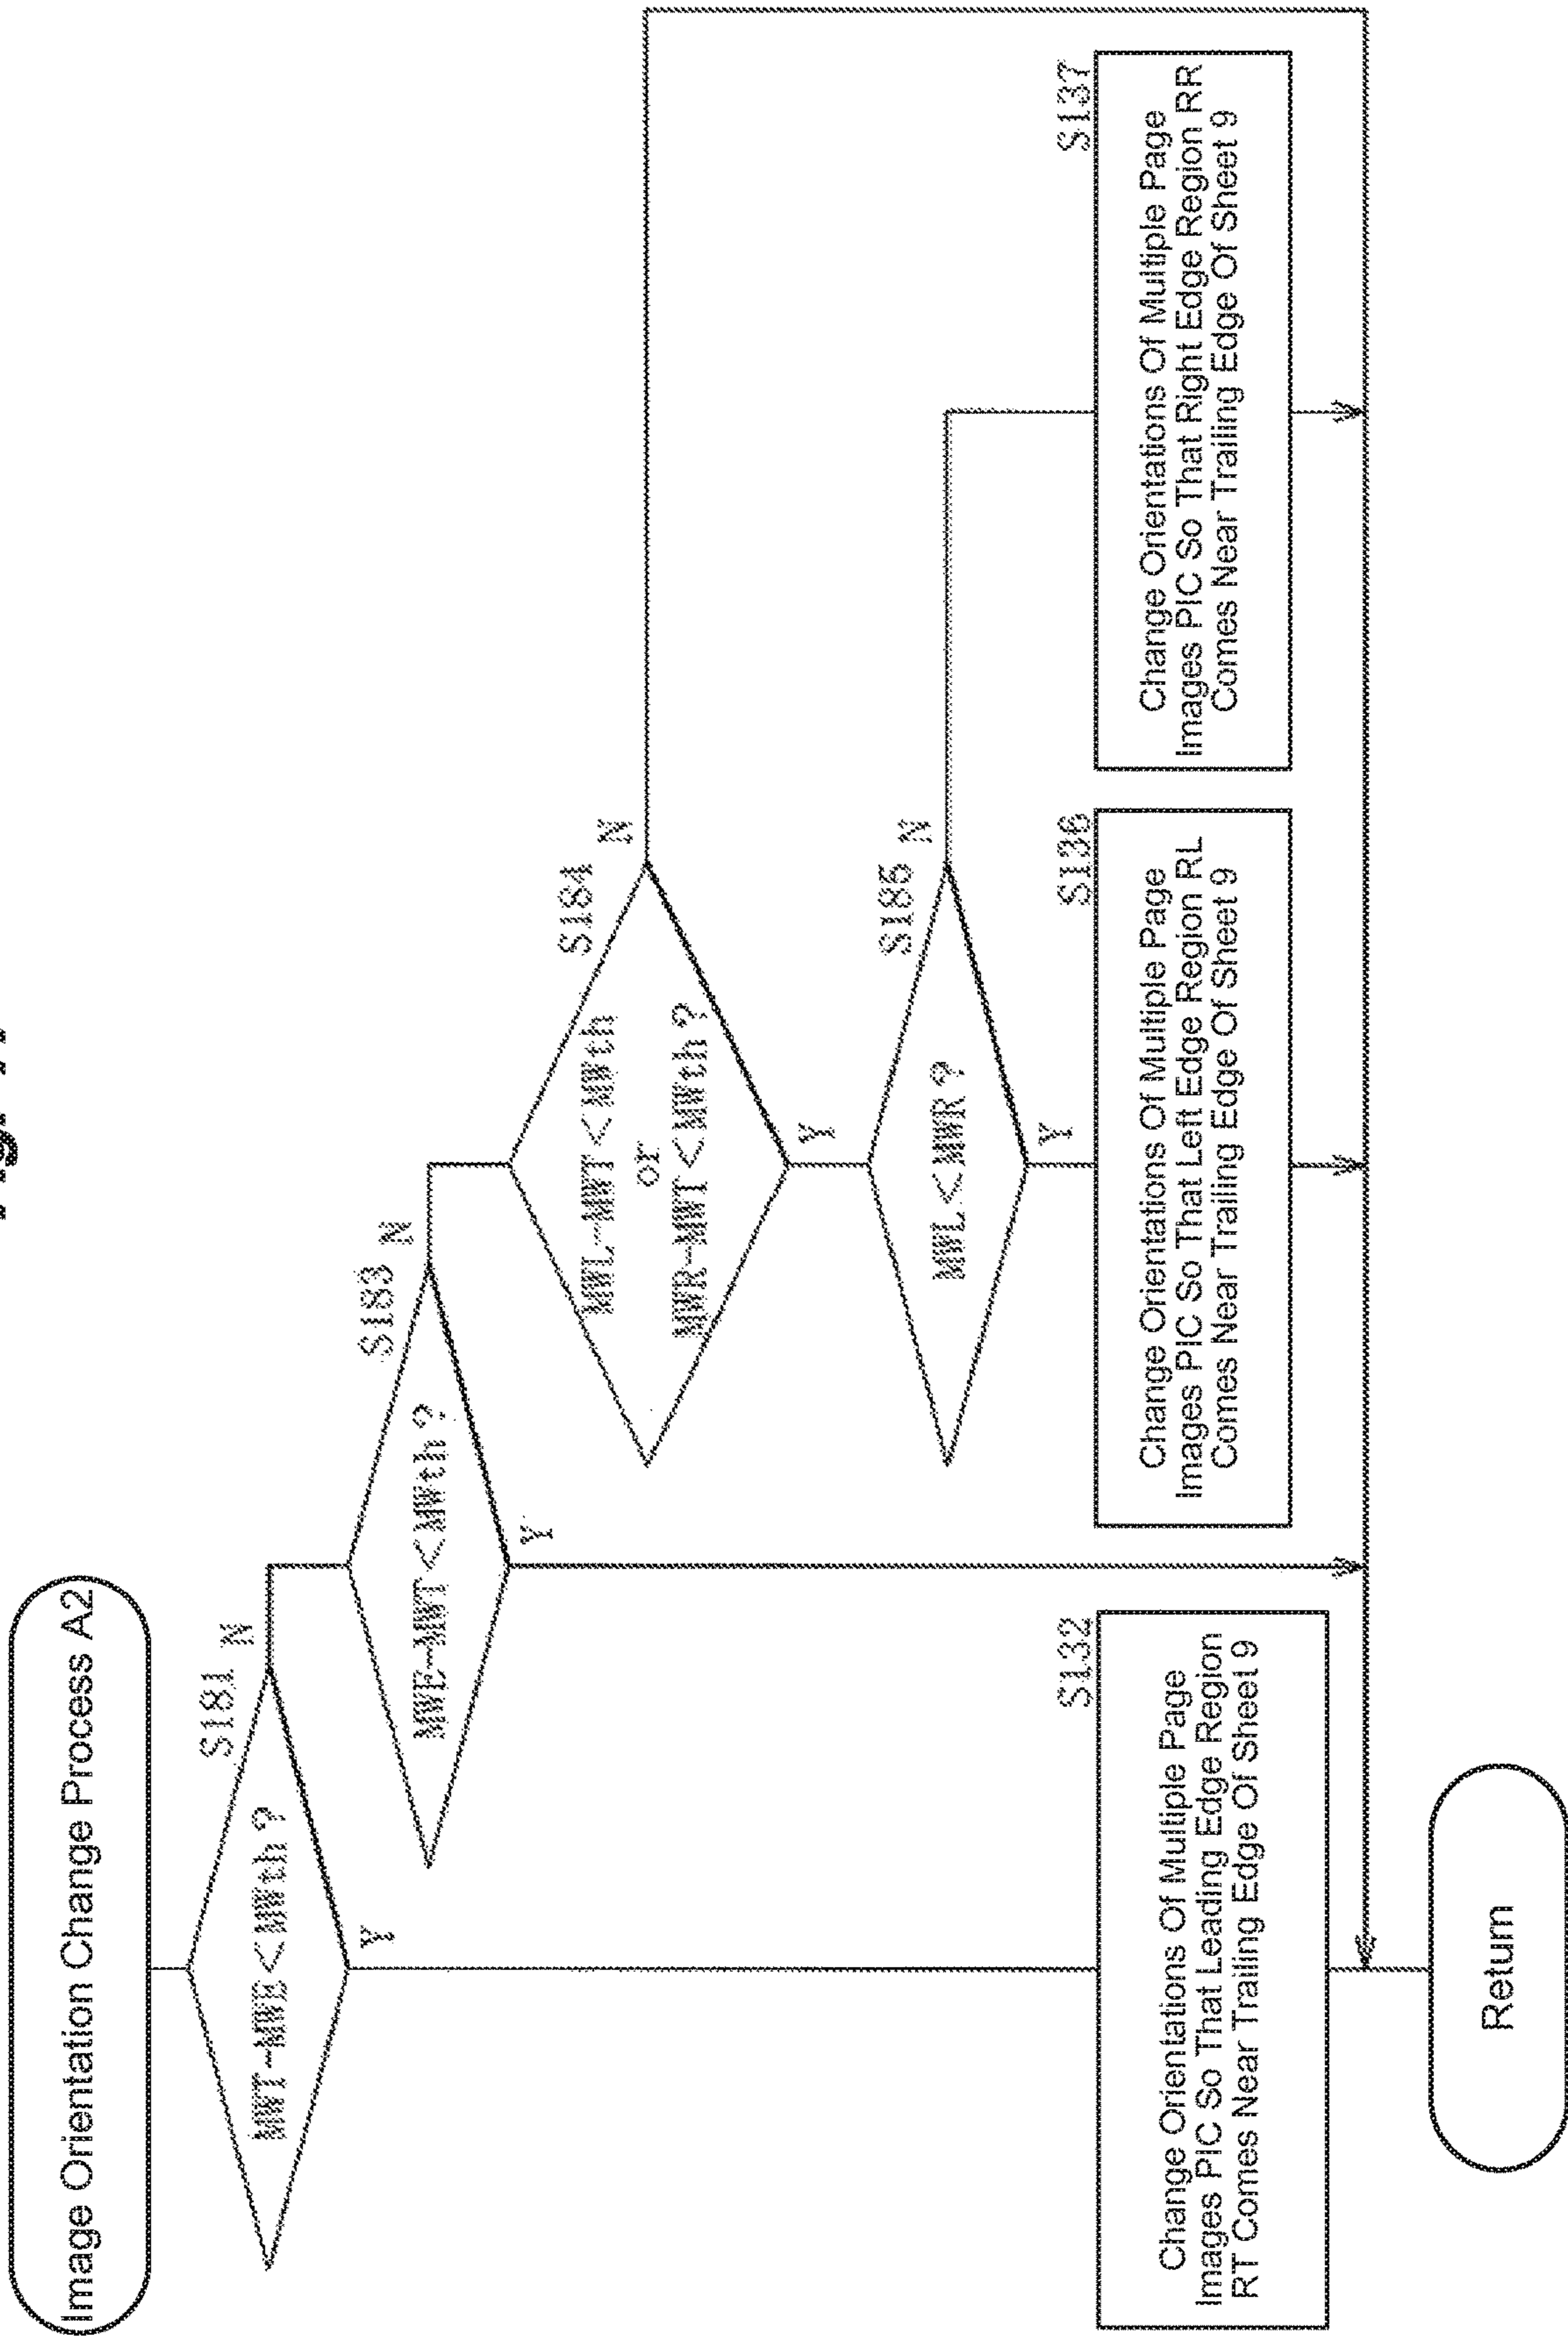 Image Orientation Change Process A2
S181
MWT-MWE<MWth?
N
Y
S183
MWE-MWT<MWth?
N
Y
S184
MWL-MWT<MWth
or
MWR-MWT<MWth?
N
Y
S185
MWL<MWR?
N
Y
S132
Change Orientations Of Multiple Page
Images PIC So That Leading Edge Region
RT Comes Near Trailing Edge Of Sheet 9
S136
Change Orientations Of Multiple Page
Images PIC So That Left Edge Region RL
Comes Near Trailing Edge Of Sheet 9
S137
Change Orientations Of Multiple Page
Images PIC So That Right Edge Region RR
Comes Near Trailing Edge Of Sheet 9
Return